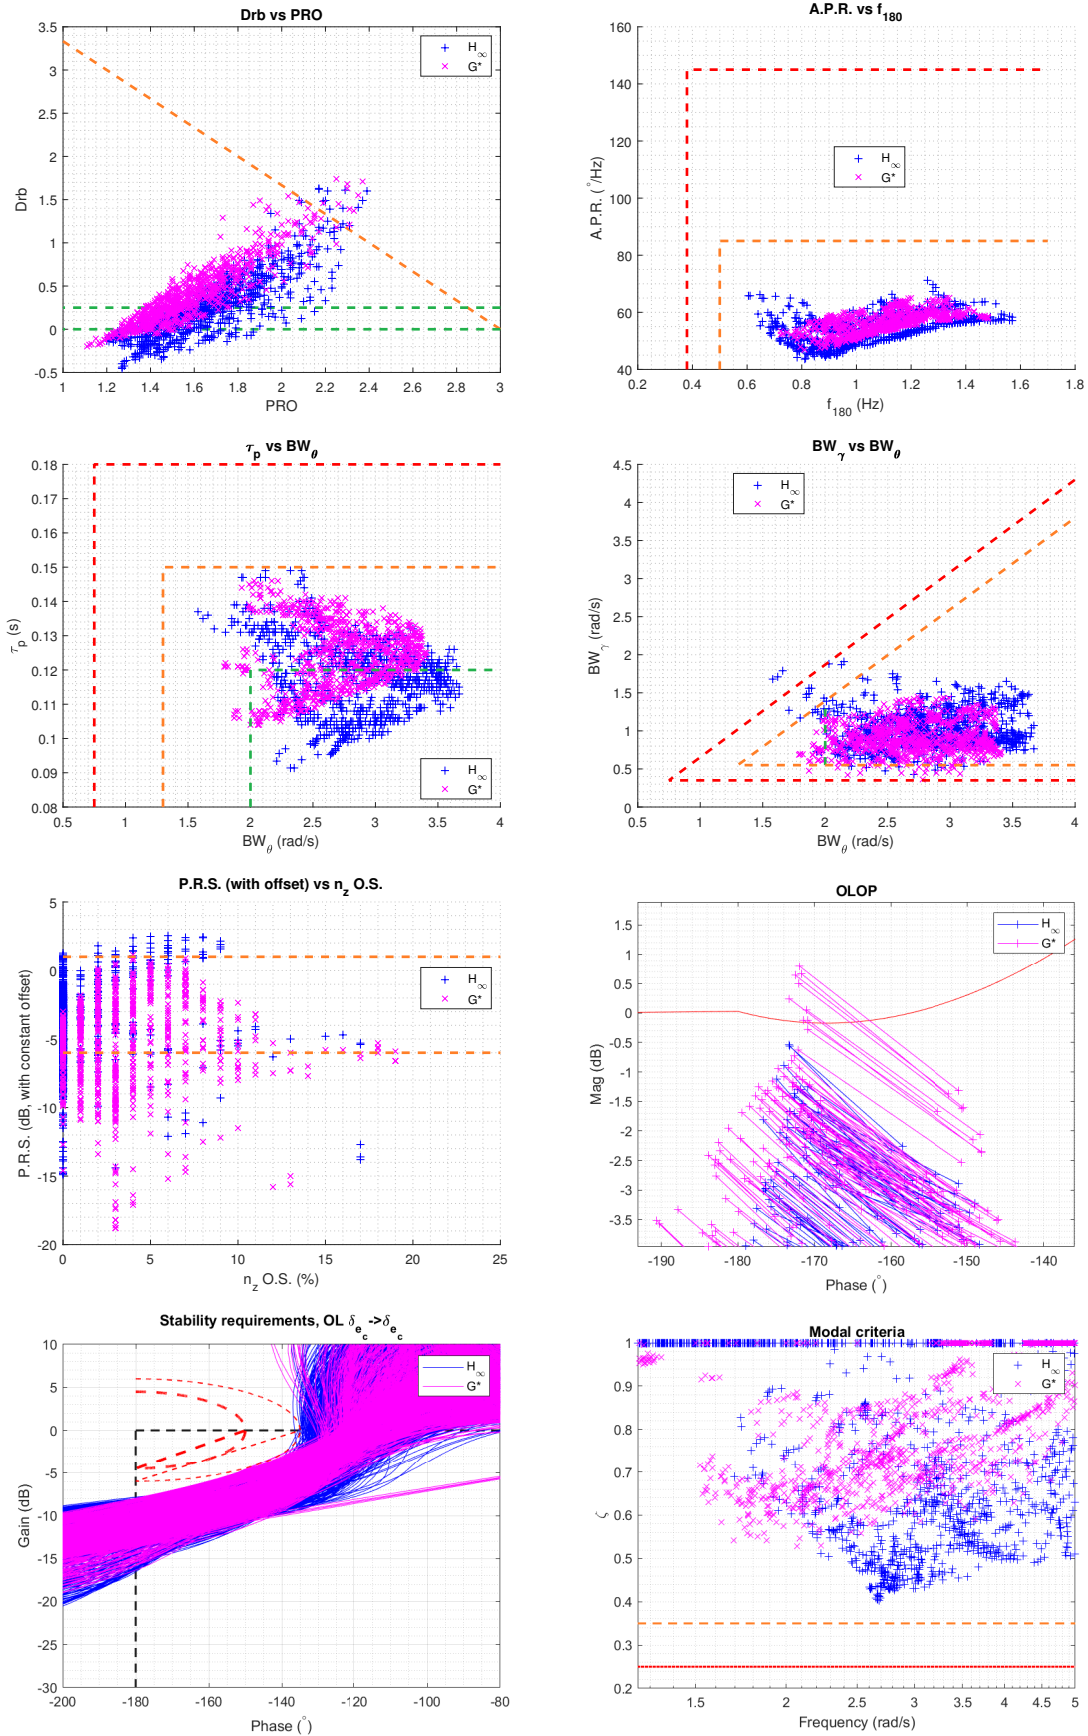 Drb vs PRO
3.5
3
2.5
2
1.5
1
0.5
0
-0.5
Drb
H∞
G*
1 1.2 1.4 1.6 1.8 2 2.2 2.4 2.6 2.8 3
PRO
A.P.R. vs f180
160
140
120
100
80
60
40
A.P.R. (°/Hz)
H∞
G*
0.2 0.4 0.6 0.8 1 1.2 1.4 1.6 1.8
f180 (Hz)
τp vs BWθ
0.18
0.17
0.16
0.15
0.14
0.13
0.12
0.11
0.1
0.09
0.08
τp(s)
H∞
G*
0.5 1 1.5 2 2.5 3 3.5 4
BWθ (rad/s)
BWγ vs BWθ
4.5
4
3.5
3
2.5
2
1.5
1
0.5
0
BWγ (rad/s)
H∞
G*
0.5 1 1.5 2 2.5 3 3.5 4
BWθ (rad/s)
P.R.S. (with offset) vs nz O.S.
5
0
-5
-10
-15
-20
P.R.S. (dB, with constant offset)
H∞
G*
0 5 10 15 20 25
nz O.S. (%)
OLOP
1.5
1
0.5
0
-0.5
-1
-1.5
-2
-2.5
-3
-3.5
Mag (dB)
H∞
G*
-190 -180 -170 -160 -150 -140
Phase (°)
Stability requirements, OL δec->δec
10
5
0
-5
-10
-15
-20
-25
-30
Gain (dB)
H∞
G*
-200 -180 -160 -140 -120 -100 -80
Phase (°)
Modal criteria
1
0.9
0.8
0.7
0.6
0.5
0.4
0.3
0.2
ζ
H∞
G*
1.5 2 2.5 3 3.5 4 4.5 5
Frequency (rad/s)